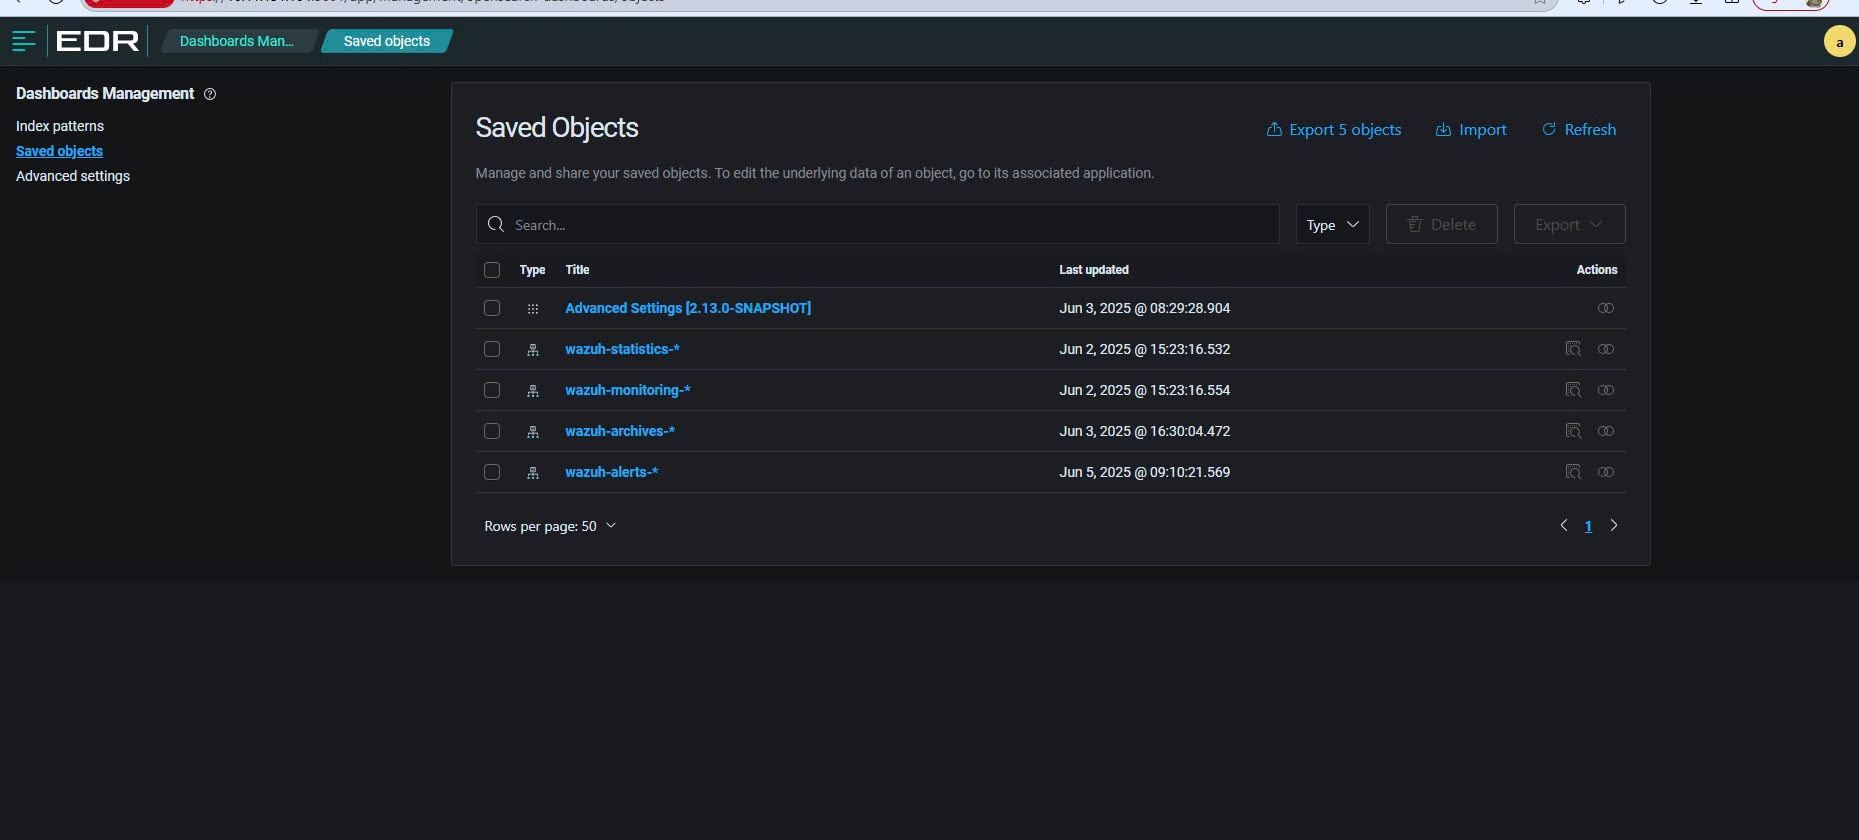 EDR
Dashboards Man...
Saved objects
a
Dashboards Management
Index patterns
Saved objects
Advanced settings
Saved Objects
Export 5 objects
Import
Refresh
Manage and share your saved objects. To edit the underlying data of an object, go to its associated application.
Search...
Type
Delete
Export
Type Title Last updated Actions
Advanced Settings [2.13.0-SNAPSHOT] Jun 3, 2025 @ 08:29:28.904
wazuh-statistics-* Jun 2, 2025 @ 15:23:16.532
wazuh-monitoring-* Jun 2, 2025 @ 15:23:16.554
wazuh-archives-* Jun 3, 2025 @ 16:30:04.472
wazuh-alerts-* Jun 5, 2025 @ 09:10:21.569
Rows per page: 50
1